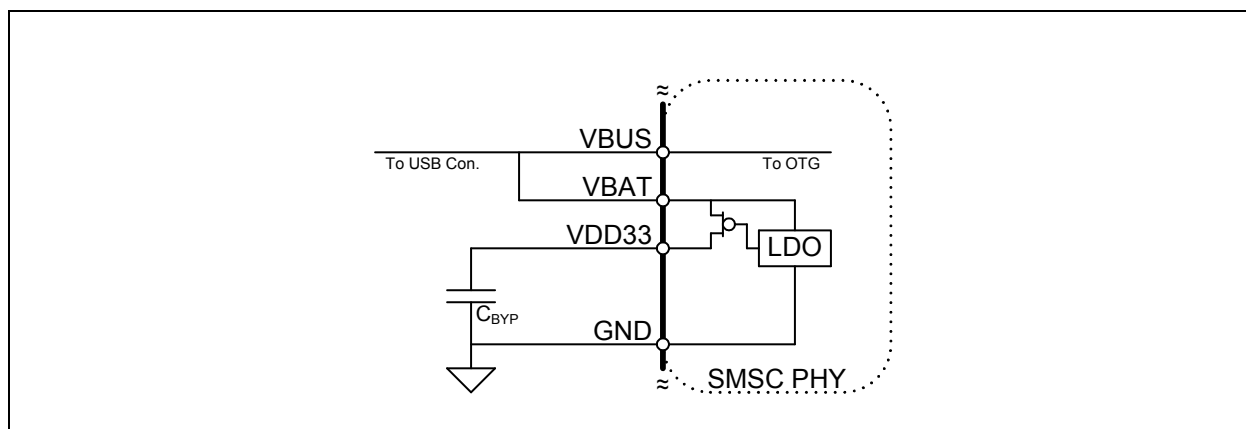 VBUS
To USB Con.
To OTG
VBAT
VDD33
LDO
CBYP
GND
SMSC PHY